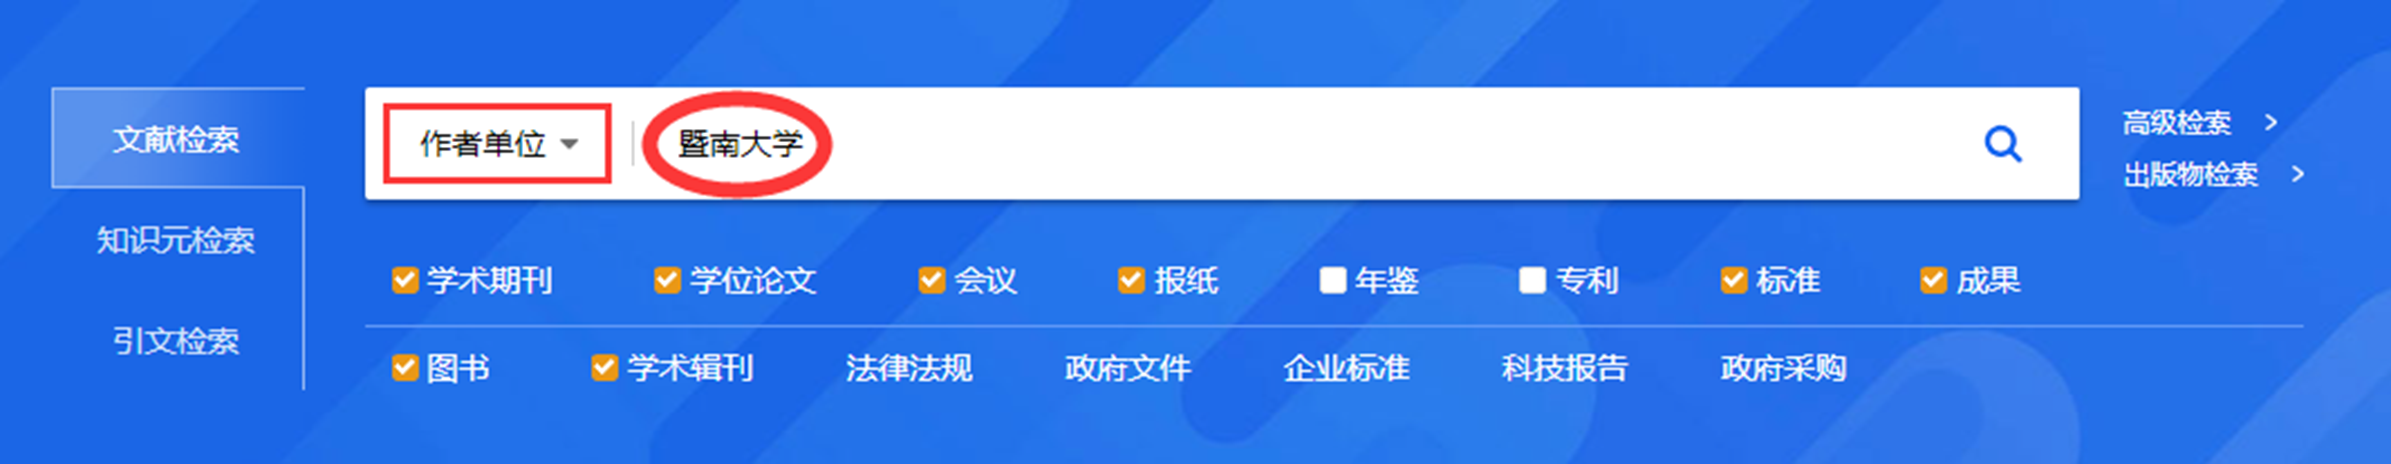 文献检索
知识元检索
引文检索
作者单位 暨南大学
高级检索 >
出版物检索 >
学术期刊 学位论文 会议 报纸 年鉴 专利 标准 成果
图书 学术辑刊 法律法规 政府文件 企业标准 科技报告 政府采购